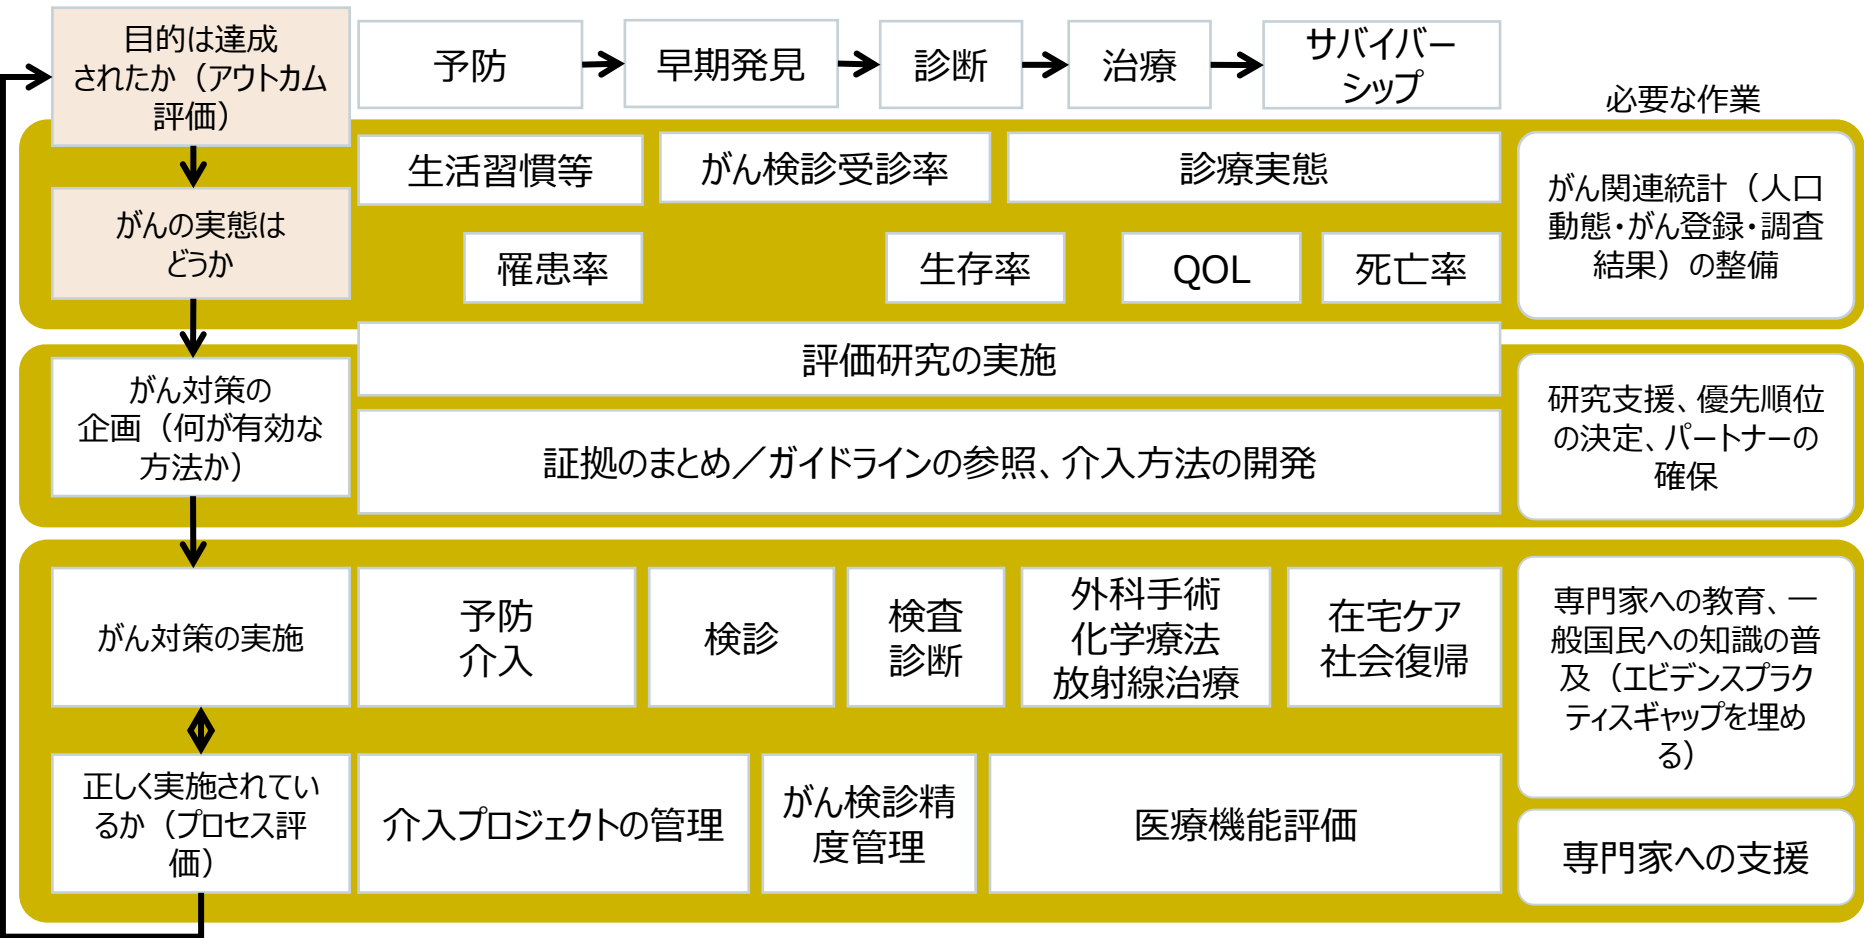 目的は達成
されたか（アウトカム
評価）
予防
早期発見
診断
治療
サバイバー
シップ
必要な作業
がんの実態は
どうか
生活習慣等
がん検診受診率
診療実態
罹患率
生存率
QOL
死亡率
がん関連統計（人口
動態・がん登録・調査
結果）の整備
がん対策の
企画（何が有効な
方法か）
評価研究の実施
証拠のまとめ／ガイドラインの参照、介入方法の開発
研究支援、優先順位
の決定、パートナーの
確保
がん対策の実施
予防
介入
検診
検査
診断
外科手術
化学療法
放射線治療
在宅ケア
社会復帰
専門家への教育、一
般国民への知識の普
及（エビデンスプラク
ティスギャップを埋め
る）
正しく実施されてい
るか（プロセス評
価）
介入プロジェクトの管理
がん検診精
度管理
医療機能評価
専門家への支援